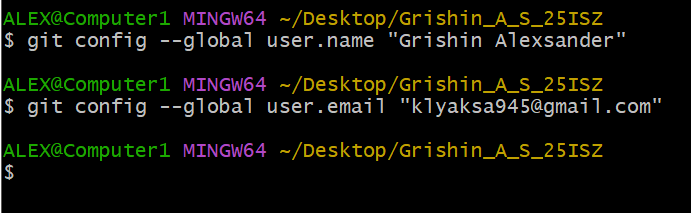 ALEX@Computer1 MINGW64 ~/Desktop/Grishin_A_S_25ISZ
$ git config --global user.name "Grishin Alexsander"
ALEX@Computer1 MINGW64 ~/Desktop/Grishin_A_S_25ISZ
$ git config --global user.email "klyaksa945@gmail.com"
ALEX@Computer1 MINGW64 ~/Desktop/Grishin_A_S_25ISZ
$